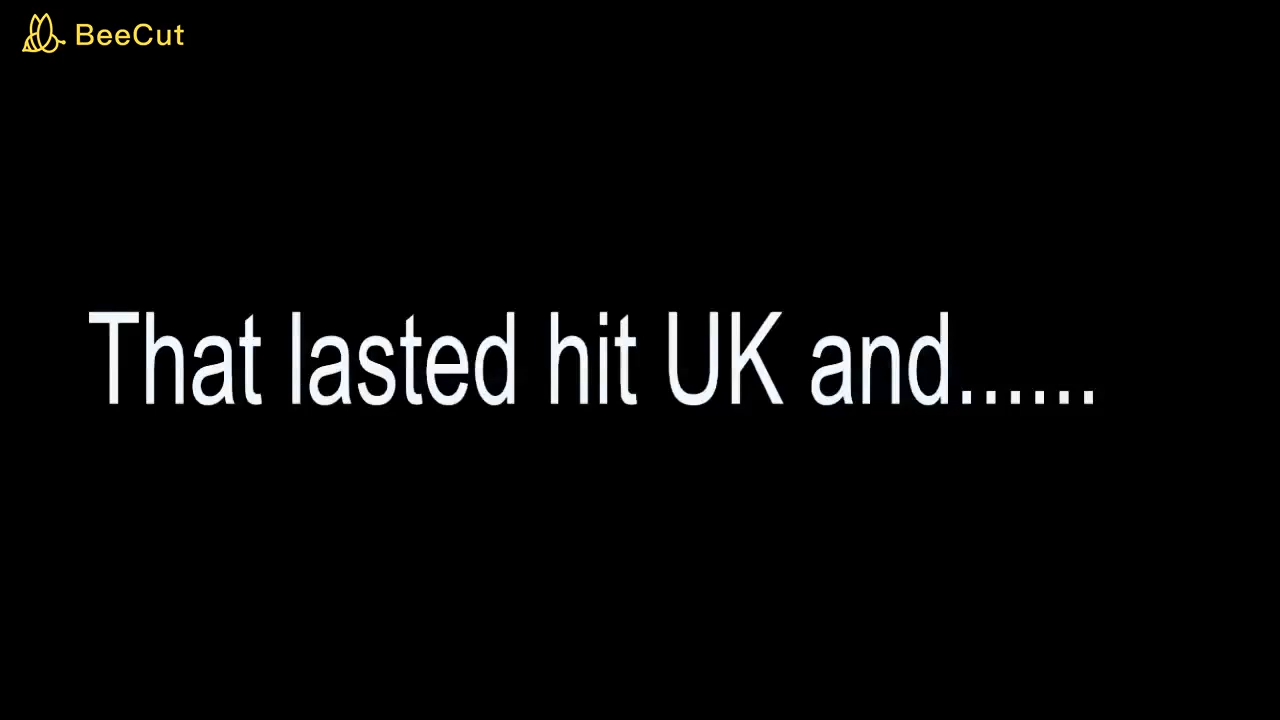 BeeCut
That lasted hit UK and......